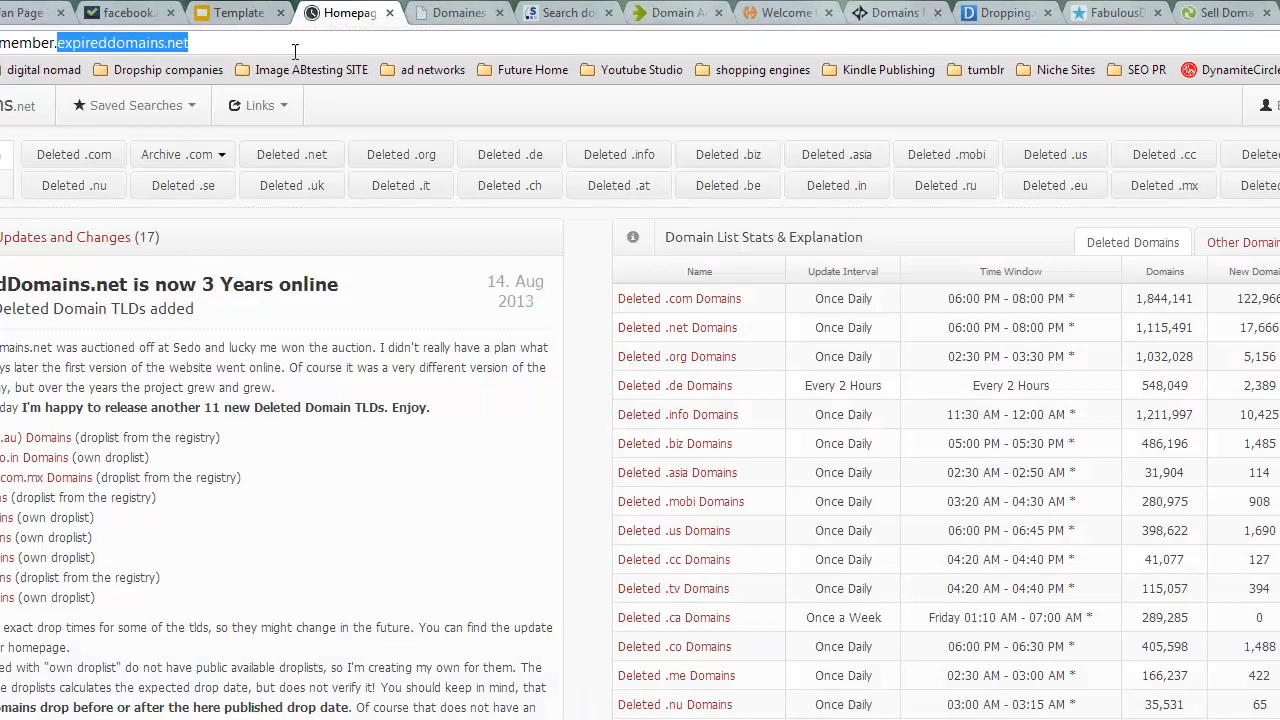 an Page
facebook.
Template
Homepag
Domaines
Search do
Domain A
Welcome
Domains
Dropping.
FabulousD
Sell Doma
member.expireddomains.net
digital nomad
Dropship companies
Image ABtesting SITE
ad networks
Future Home
Youtube Studio
shopping engines
Kindle Publishing
tumblr
Niche Sites
SEO PR
DynamiteCircle
ns.net
Saved Searches
Links
Deleted .com
Archive .com
Deleted .net
Deleted .org
Deleted .de
Deleted .info
Deleted .biz
Deleted .asia
Deleted .mobi
Deleted .us
Deleted .cc
Delete
Deleted .nu
Deleted .se
Deleted .uk
Deleted .it
Deleted .ch
Deleted .at
Deleted .be
Deleted .in
Deleted .ru
Deleted .eu
Deleted .mx
Delete
Updates and Changes (17)
dDomains.net is now 3 Years online
14. Aug
2013
Deleted Domain TLDs added
mains.net was auctioned off at Sedo and lucky me won the auction. I didn't really have a plan what
ys later the first version of the website went online. Of course it was a very different version of the
y, but over the years the project grew and grew.
day I'm happy to release another 11 new Deleted Domain TLDs. Enjoy.
.au) Domains (droplist from the registry)
o.in Domains (own droplist)
com.mx Domains (droplist from the registry)
ns (droplist from the registry)
ins (own droplist)
ns (own droplist)
ins (own droplist)
ns (droplist from the registry)
ins (own droplist)
exact drop times for some of the tlds, so they might change in the future. You can find the update
r homepage.
ed with "own droplist" do not have public available droplists, so I'm creating my own for them. The
e droplists calculates the expected drop date, but does not verify it! You should keep in mind, that
omains drop before or after the here published drop date. Of course that does not have an
Domain List Stats & Explanation
Deleted Domains
Other Domain
Name Update Interval Time Window Domains New Doma
Deleted .com Domains Once Daily 06:00 PM - 08:00 PM * 1,844,141 122,966
Deleted .net Domains Once Daily 06:00 PM - 08:00 PM * 1,115,491 17,666
Deleted .org Domains Once Daily 02:30 PM - 03:30 PM * 1,032,028 5,156
Deleted .de Domains Every 2 Hours Every 2 Hours 548,049 2,389
Deleted .info Domains Once Daily 11:30 AM - 12:00 AM * 1,211,997 10,425
Deleted .biz Domains Once Daily 05:00 PM - 05:30 PM * 486,196 1,485
Deleted .asia Domains Once Daily 02:30 AM - 02:50 AM * 31,904 114
Deleted .mobi Domains Once Daily 03:20 AM - 04:30 AM * 280,975 908
Deleted .us Domains Once Daily 06:00 PM - 06:45 PM * 398,622 1,690
Deleted .cc Domains Once Daily 04:20 AM - 04:40 PM * 41,077 127
Deleted .tv Domains Once Daily 04:20 AM - 04:40 PM * 115,057 394
Deleted .ca Domains Once a Week Friday 01:10 AM - 07:00 AM * 289,285 0
Deleted .co Domains Once Daily 06:00 PM - 06:30 PM * 405,598 1,488
Deleted .me Domains Once Daily 02:30 AM - 03:00 AM * 166,237 422
Deleted .nu Domains Once Daily 03:00 AM - 03:15 AM * 35,531 65